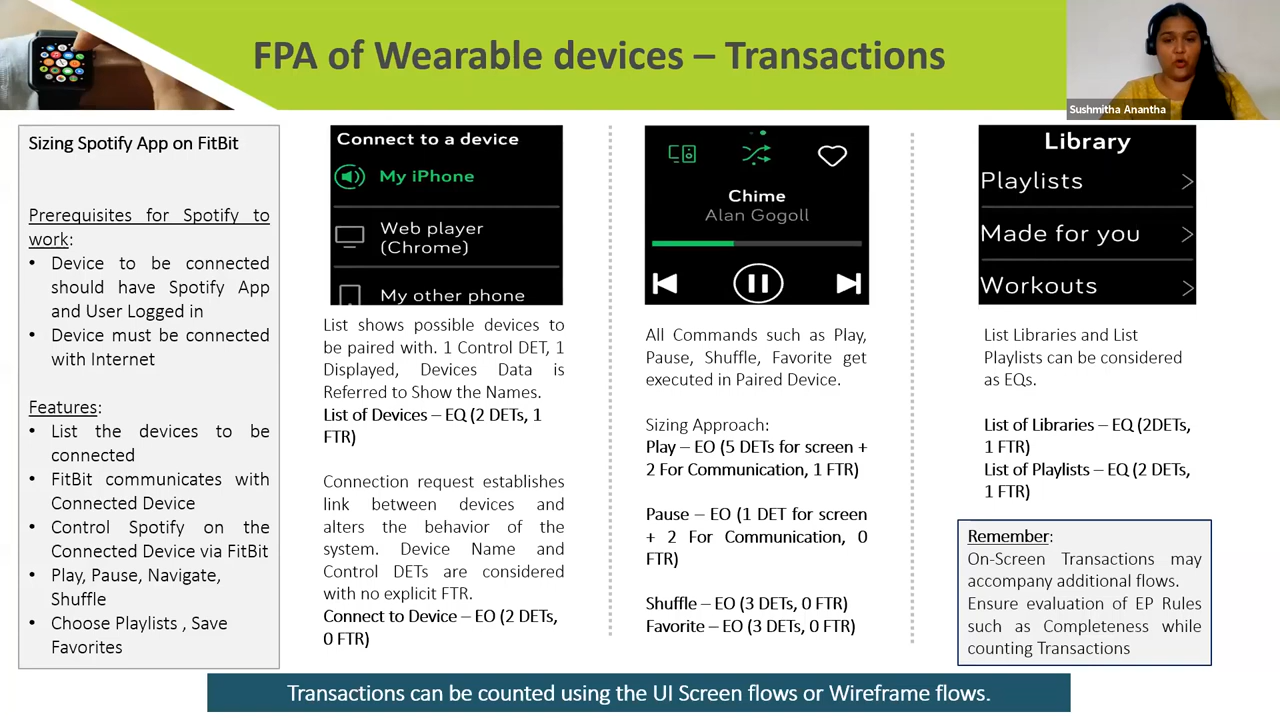 FPA of Wearable devices – Transactions
Sushmitha Anantha
Sizing Spotify App on FitBit
Prerequisites for Spotify to
work:
• Device to be connected
should have Spotify App
and User Logged in
• Device must be connected
with Internet
Features:
• List the devices to be
connected
• FitBit communicates with
Connected Device
• Control Spotify on the
Connected Device via FitBit
• Play, Pause, Navigate,
Shuffle
• Choose Playlists , Save
Favorites
Connect to a device
My iPhone
Web player
(Chrome)
My other phone
List shows possible devices to
be paired with. 1 Control DET, 1
Displayed, Devices Data is
Referred to Show the Names.
List of Devices – EQ (2 DETs, 1
FTR)
Connection request establishes
link between devices and
alters the behavior of the
system. Device Name and
Control DETs are considered
with no explicit FTR.
Connect to Device – EO (2 DETs,
0 FTR)
Chime
Alan Gogoll
All Commands such as Play,
Pause, Shuffle, Favorite get
executed in Paired Device.
Sizing Approach:
Play – EO (5 DETs for screen +
2 For Communication, 1 FTR)
Pause – EO (1 DET for screen
+ 2 For Communication, 0
FTR)
Shuffle – EO (3 DETs, 0 FTR)
Favorite – EO (3 DETs, 0 FTR)
Library
Playlists
Made for you
Workouts
List Libraries and List
Playlists can be considered
as EQs.
List of Libraries – EQ (2DETs,
1 FTR)
List of Playlists – EQ (2 DETs,
1 FTR)
Remember:
On-Screen Transactions may
accompany additional flows.
Ensure evaluation of EP Rules
such as Completeness while
counting Transactions
Transactions can be counted using the UI Screen flows or Wireframe flows.